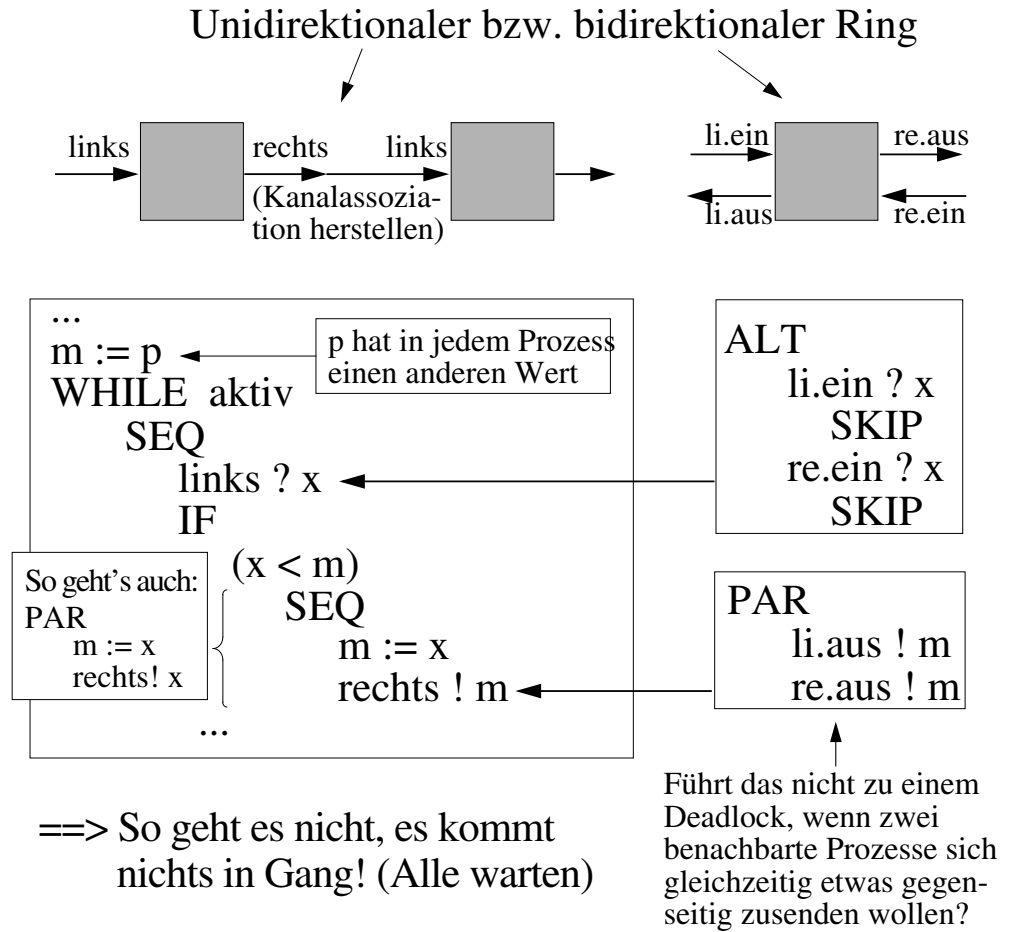 Unidirektionaler bzw. bidirektionaler Ring
links
rechts
links
(Kanalassozia-
tion herstellen)
li.ein
re.aus
li.aus
re.ein
...
m := p
p hat in jedem Prozess
einen anderen Wert
WHILE aktiv
SEQ
links ? x
IF
(x < m)
SEQ
m := x
rechts ! m
...
So geht's auch:
PAR
m := x
rechts! x
ALT
li.ein ? x
SKIP
re.ein ? x
SKIP
PAR
li.aus ! m
re.aus ! m
Führt das nicht zu einem
Deadlock, wenn zwei
benachbarte Prozesse sich
gleichzeitig etwas gegen-
seitig zusenden wollen?
==> So geht es nicht, es kommt
nichts in Gang! (Alle warten)